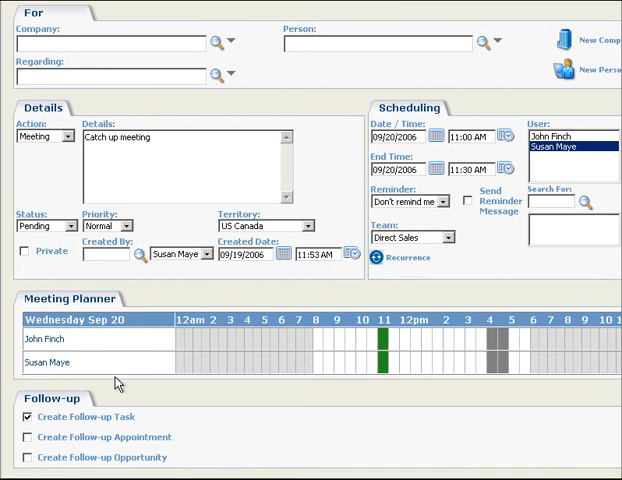 For
Company:
Person:
New Comp
Regarding:
New Perso
Details
Action:
Details:
Meeting
Catch up meeting
Status:
Priority:
Territory:
Pending
Normal
US Canada
Private
Created By:
Created Date:
Susan Maye
09/19/2006
11:53 AM
Scheduling
Date / Time:
User:
09/20/2006
11:00 AM
John Finch
Susan Maye
End Time:
09/20/2006
11:30 AM
Reminder:
Send Reminder Message
Search For:
Don't remind me
Team:
Direct Sales
Recurrence
Meeting Planner
Wednesday Sep 20
12am 2 3 4 5 6 7 8 9 10 11 12pm 2 3 4 5 6 7 8 9 10 1
John Finch
Susan Maye
Follow-up
Create Follow-up Task
Create Follow-up Appointment
Create Follow-up Opportunity